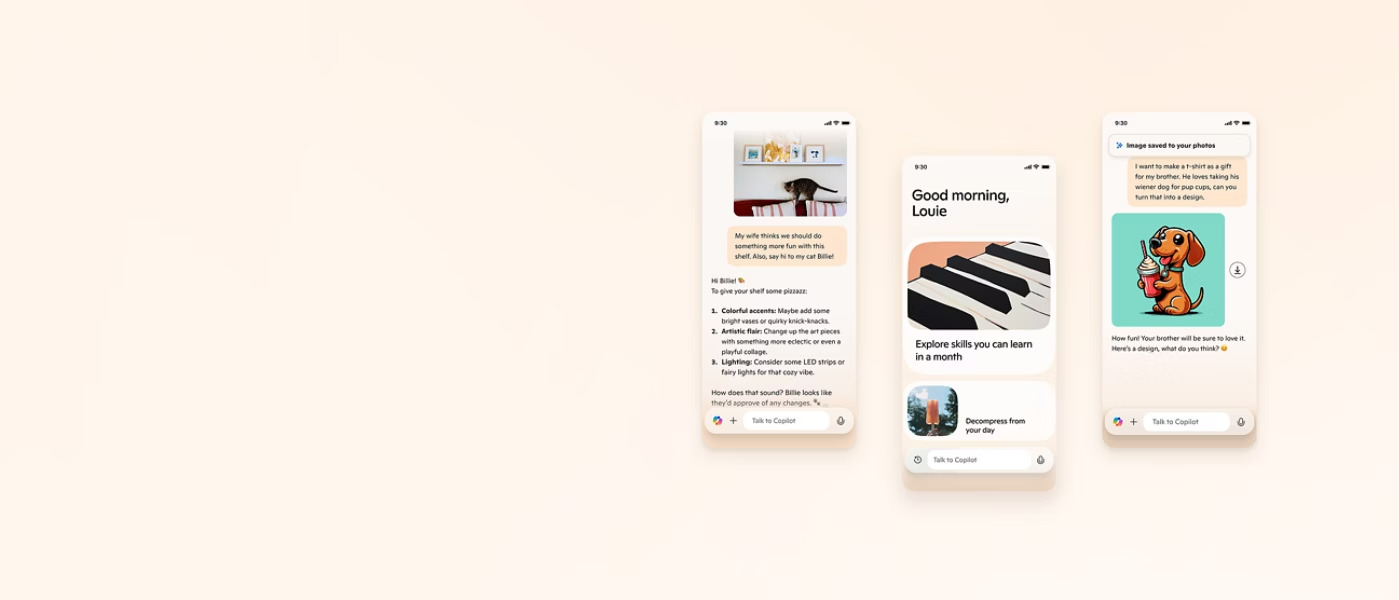 9:30
My wife thinks we should do
something more fun with this
shelf. Also, say hi to my cat Billie!
Hi Billie!
To give your shelf some pizzazz:
1. Colorful accents: Maybe add some
bright vases or quirky knick-knacks.
2. Artistic flair: Change up the art pieces
with something more eclectic or even a
playful collage.
3. Lighting: Consider some LED strips or
fairy lights for that cozy vibe.
How does that sound? Billie looks like
they'd approve of any changes.
Talk to Copilot
9:30
Good morning,
Louie
Explore skills you can learn
in a month
Decompress from
your day
Talk to Copilot
9:30
Image saved to your photos
I want to make a t-shirt as a gift
for my brother. He loves taking his
wiener dog for pup cups, can you
turn that into a design.
How fun! Your brother will be sure to love it.
Here's a design, what do you think? 😊
Talk to Copilot